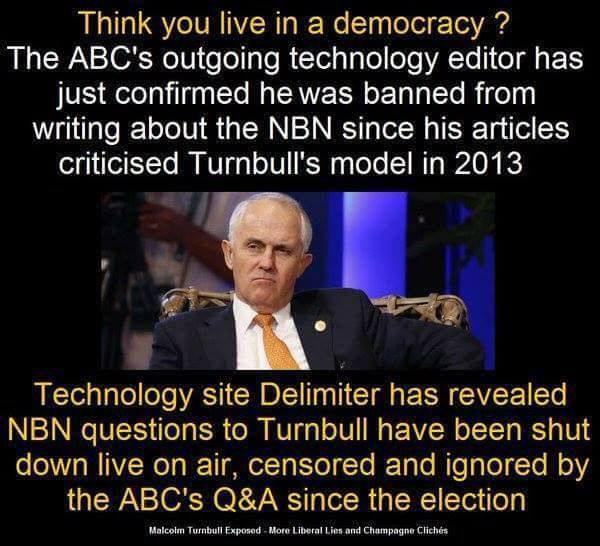 Think you live in a democracy ?
The ABC's outgoing technology editor has
just confirmed he was banned from
writing about the NBN since his articles
criticised Turnbull's model in 2013
Technology site Delimiter has revealed
NBN questions to Turnbull have been shut
down live on air, censored and ignored by
the ABC's Q&A since the election
Malcolm Turnbull Exposed - More Liberal Lies and Champagne Clichés